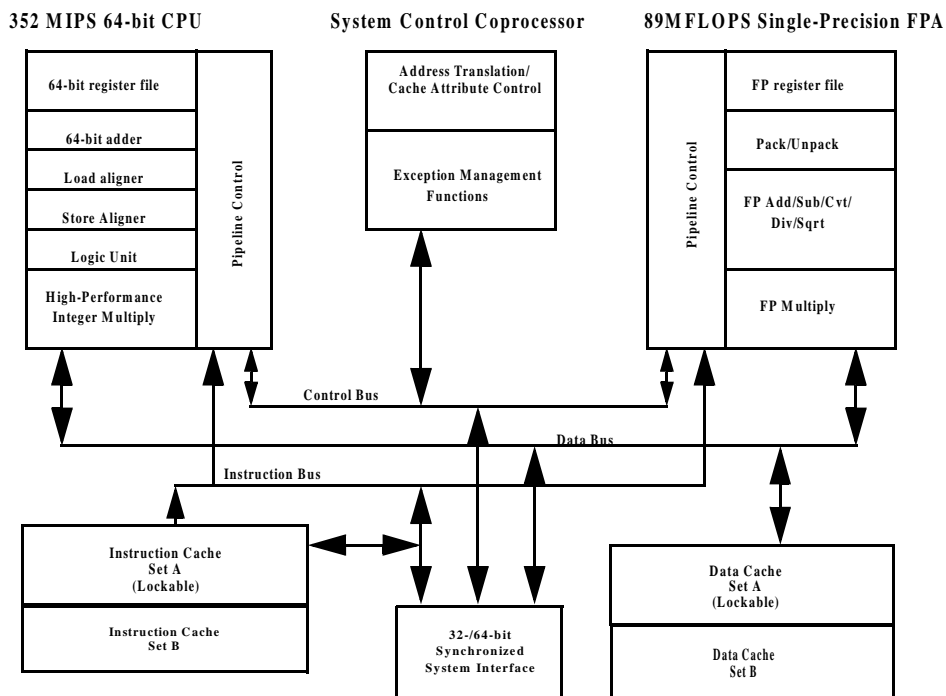 352 MIPS 64-bit CPU
System Control Coprocessor
89MFLOPS Single-Precision FPA
64-bit register file
64-bit adder
Load aligner
Store Aligner
Logic Unit
High-Performance
Integer Multiply
Pipeline Control
Address Translation/
Cache Attribute Control
Exception Management
Functions
Pipeline Control
FP register file
Pack/Unpack
FP Add/Sub/Cvt/
Div/Sqrt
FP Multiply
Control Bus
Data Bus
Instruction Bus
Instruction Cache
Set A
(Lockable)
Instruction Cache
Set B
32-/64-bit
Synchronized
System Interface
Data Cache
Set A
(Lockable)
Data Cache
Set B